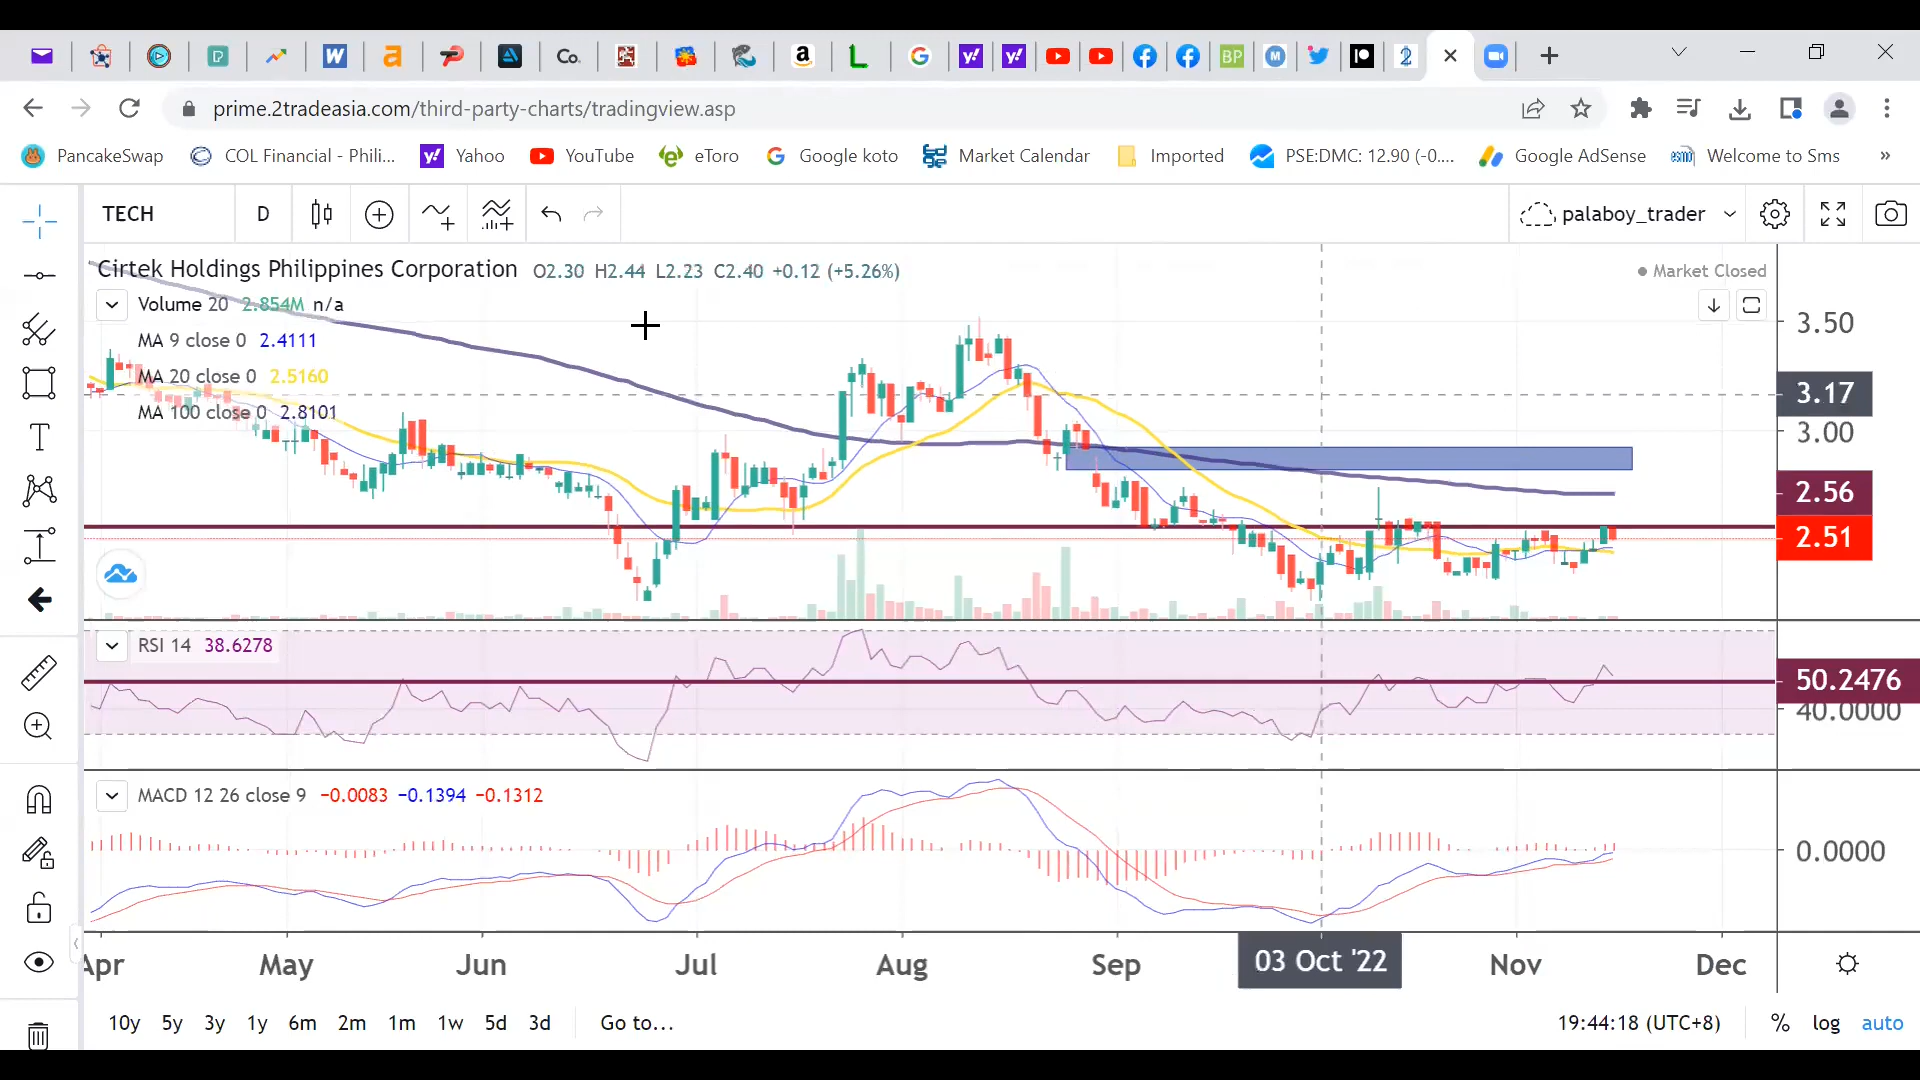 Co.
a
BP
prime.2tradeasia.com/third-party-charts/tradingview.asp
PancakeSwap COL Financial - Phili... Yahoo YouTube eToro Google koto Market Calendar Imported PSE:DMC: 12.90 (-0.... Google AdSense Welcome to Sms »
TECH D palaboy_trader
Cirtek Holdings Philippines Corporation O2.30 H2.44 L2.23 C2.40 +0.12 (+5.26%) Market Closed
Volume 20 2.854M n/a
MA 9 close 0 2.4111
MA 20 close 0 2.5160
MA 100 close 0 2.8101
3.50
3.17
3.00
2.56
2.51
RSI 14 38.6278
50.2476
40.0000
MACD 12 26 close 9 −0.0083 −0.1394 −0.1312
0.0000
Apr May Jun Jul Aug Sep 03 Oct '22 Nov Dec
10y 5y 3y 1y 6m 2m 1m 1w 5d 3d Go to... 19:44:18 (UTC+8) % log auto